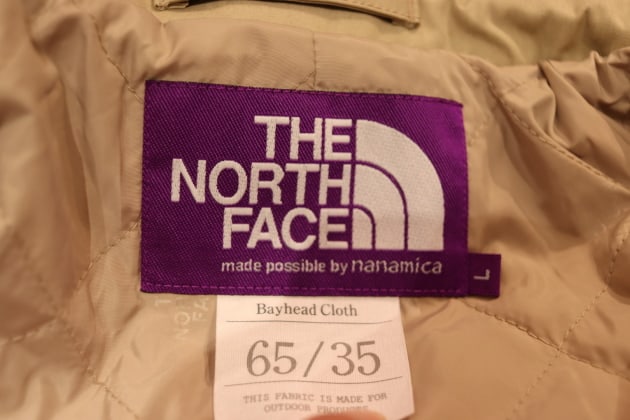 THE
NORTH
FACE
made possible by nanamica
L
Bayhead Cloth
65/35
THIS FABRIC IS MADE FOR
OUTDOOR PRODUCTS